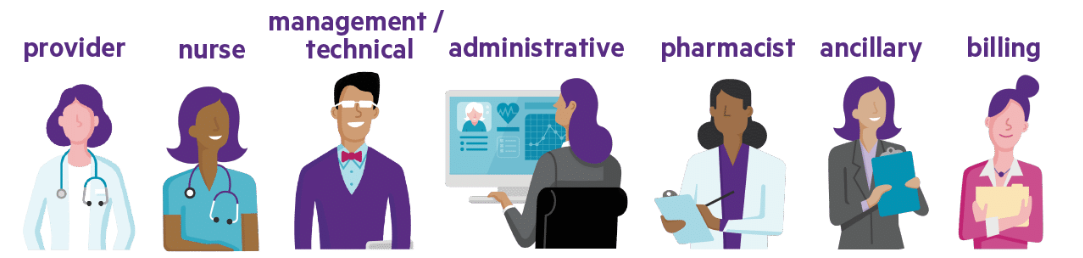 provider
nurse
management /
technical
administrative
pharmacist
ancillary
billing